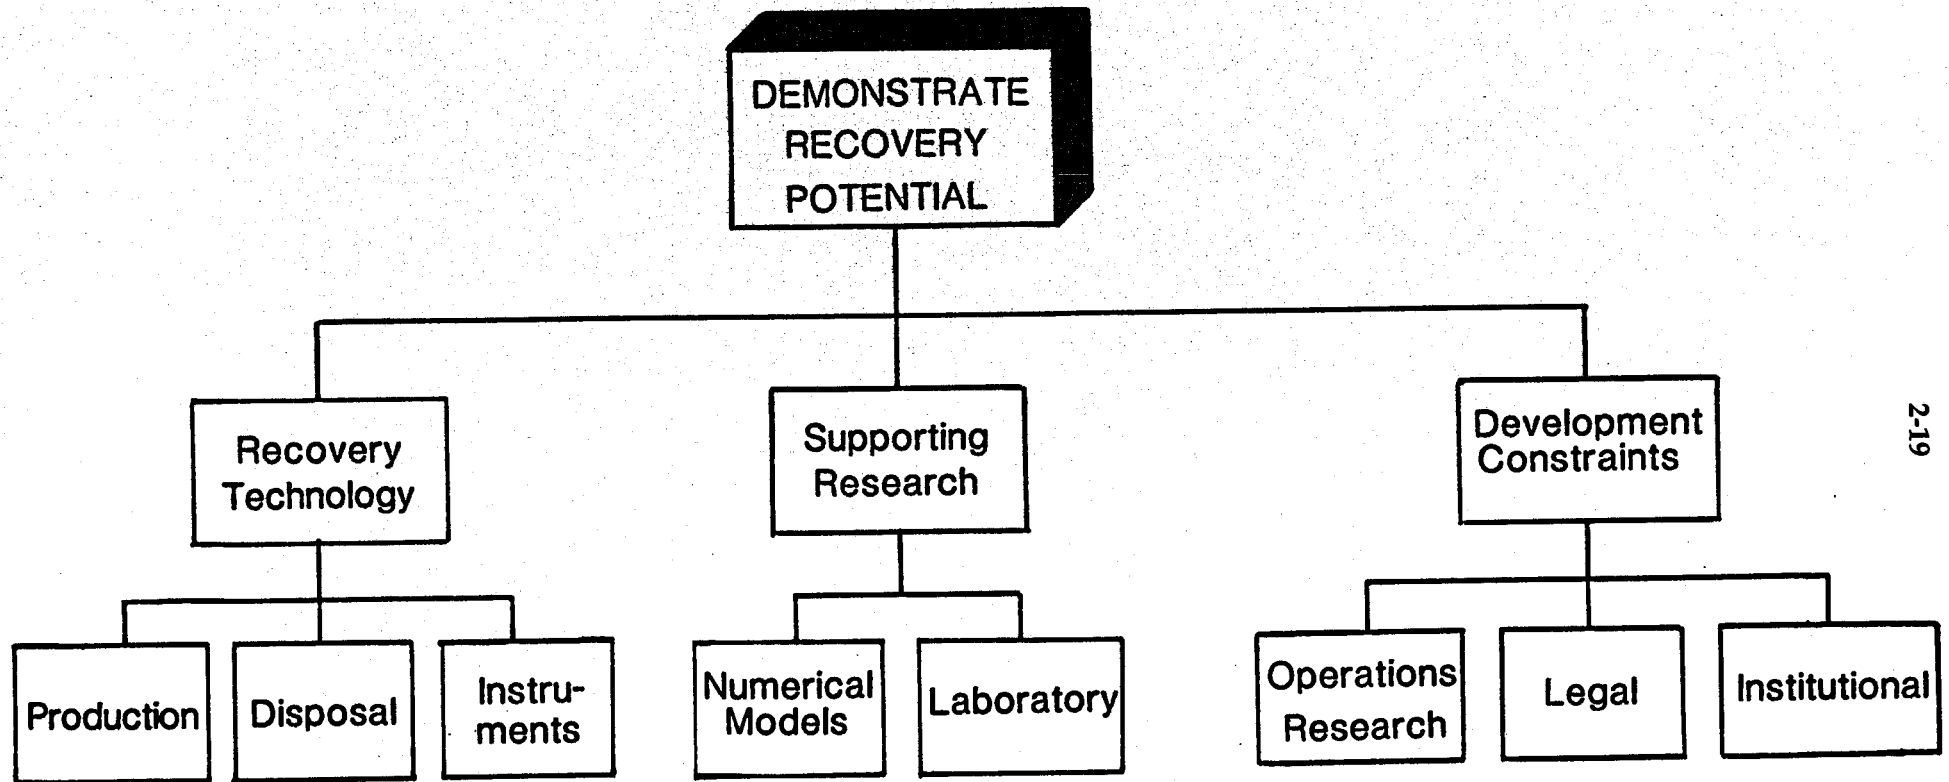 DEMONSTRATE
RECOVERY
POTENTIAL
Recovery
Technology
Supporting
Research
Development
Constraints
2-19
Production
Disposal
Instru-
ments
Numerical
Models
Laboratory
Operations
Research
Legal
Institutional